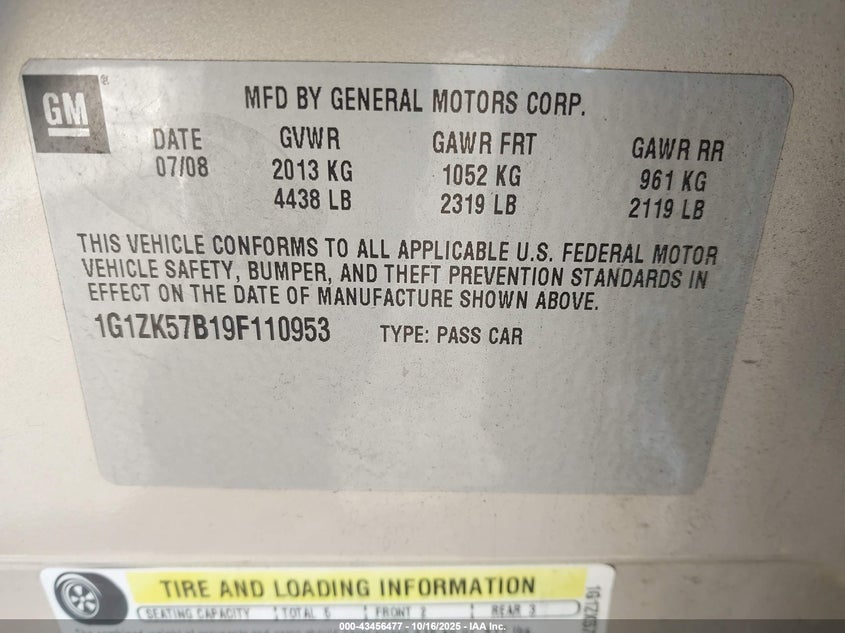 GM®
MFD BY GENERAL MOTORS CORP.
DATE GVWR GAWR FRT GAWR RR
07/08 2013 KG 1052 KG 961 KG
4438 LB 2319 LB 2119 LB
THIS VEHICLE CONFORMS TO ALL APPLICABLE U.S. FEDERAL MOTOR
VEHICLE SAFETY, BUMPER, AND THEFT PREVENTION STANDARDS IN
EFFECT ON THE DATE OF MANUFACTURE SHOWN ABOVE.
1G1ZK57B19F110953 TYPE: PASS CAR
TIRE AND LOADING INFORMATION
SEATING CAPACITY TOTAL 5 FRONT 2 REAR 3
000-43456477 - 10/16/2025 - IAA Inc.